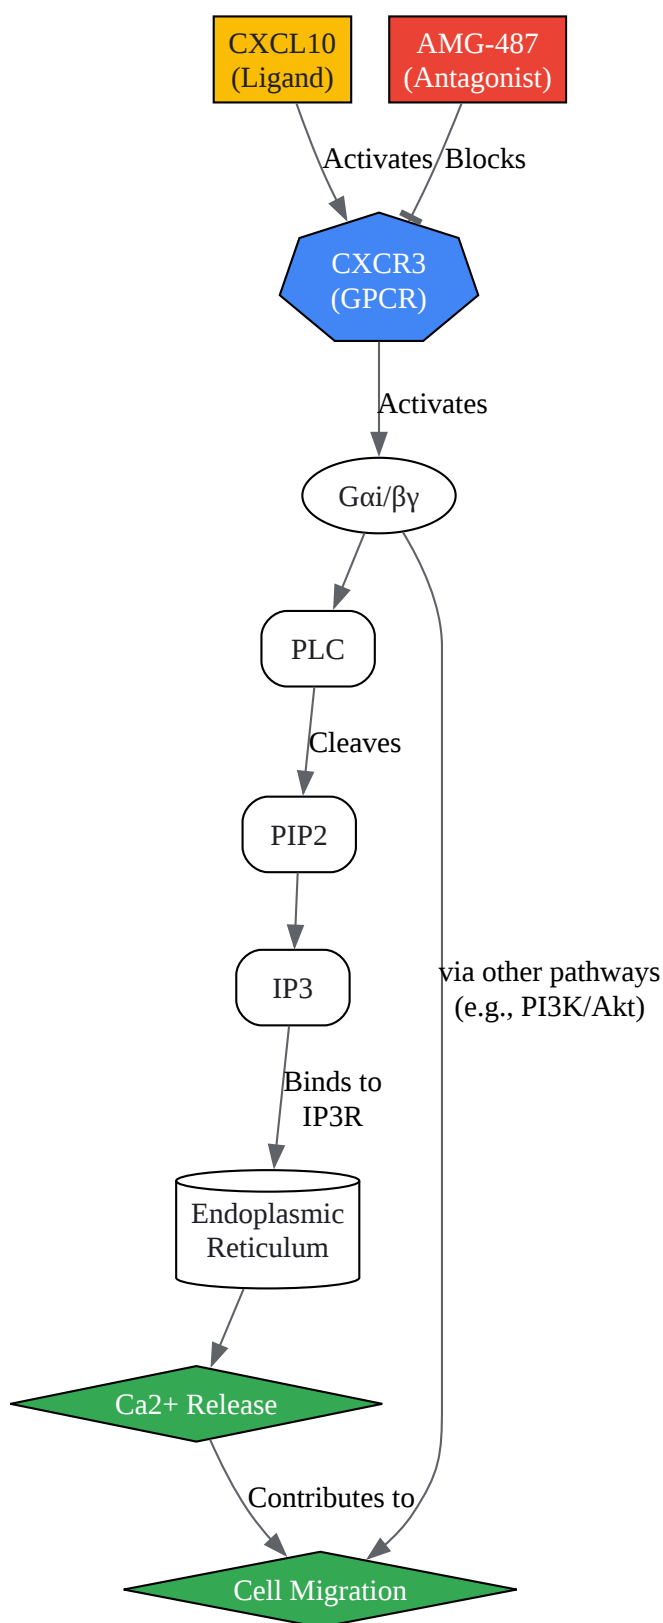 CXCL10
(Ligand)
AMG-487
(Antagonist)
Activates
Blocks
CXCR3
(GPCR)
Activates
Gαi/βγ
PLC
Cleaves
PIP2
IP3
via other pathways
(e.g., PI3K/Akt)
Binds to
IP3R
Endoplasmic
Reticulum
Ca2+ Release
Contributes to
Cell Migration